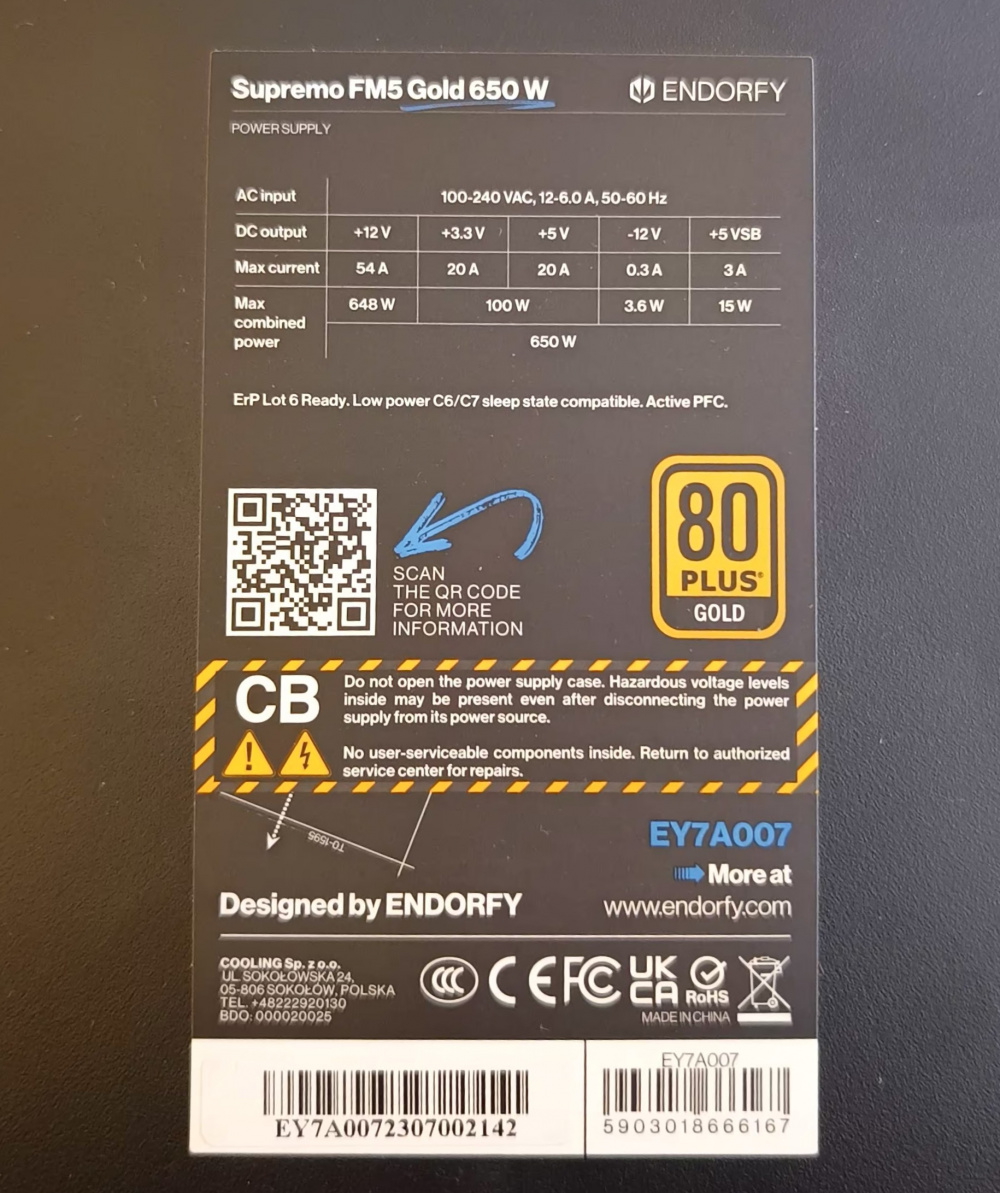 Supremo FM5 Gold 650 W
ENDORFY
POWER SUPPLY
AC input 100-240 VAC, 12-6.0 A, 50-60 Hz
DC output +12 V +3.3 V +5 V -12 V +5 VSB
Max current 54 A 20 A 20 A 0.3 A 3 A
Max combined power 648 W 100 W 3.6 W 15 W
650 W
ErP Lot 6 Ready. Low power C6/C7 sleep state compatible. Active PFC.
SCAN
THE QR CODE
FOR MORE
INFORMATION
80
PLUS®
GOLD
CB
Do not open the power supply case. Hazardous voltage levels
inside may be present even after disconnecting the power
supply from its power source.
No user-serviceable components inside. Return to authorized
service center for repairs.
TO-1595
EY7A007
More at
www.endorfy.com
Designed by ENDORFY
COOLING Sp. z o.o.
UL. SOKOŁOWSKA 24,
05-806 SOKOŁÓW, POLSKA
TEL. +48222920130
BDO: 000020025
CCC CE FC UK CA RoHS
MADE IN CHINA
EY7A0072307002142
EY7A007
5903018666167